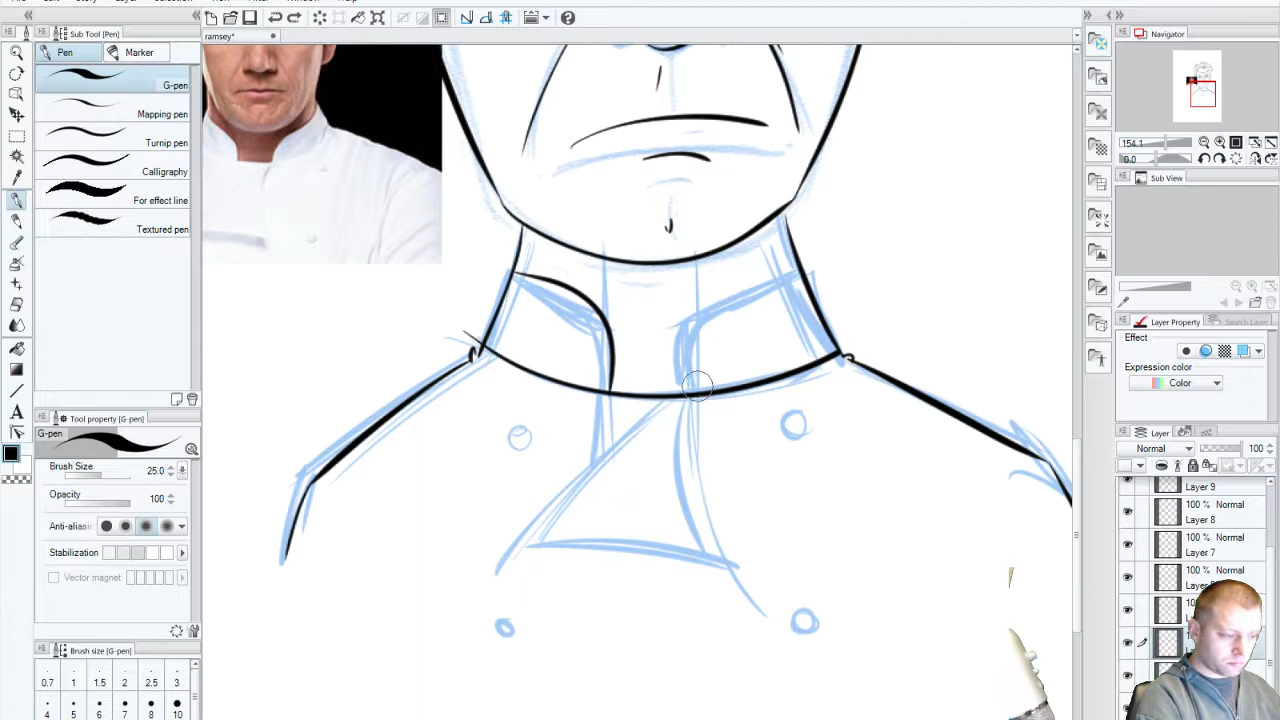 Sub Tool [Pen]
Pen
Marker
G-pen
Mapping pen
Turnip pen
Calligraphy
For effect line
Textured pen
Tool property [G-pen]
G-pen
Brush Size 25.0
Opacity 100
Anti-aliasi
Stabilization
Vector magnet
Brush size [G-pen]
0.7 1 1.5 2 2.5 3
4 5 6 7 8 10
ramsey*
Navigator
154.1
0.0
Sub View
Layer Property
Search Layer
Effect
Expression color
Color
Layer
Normal 100
Layer 9
100 % Normal
Layer 8
100 % Normal
Layer 7
100 % Normal